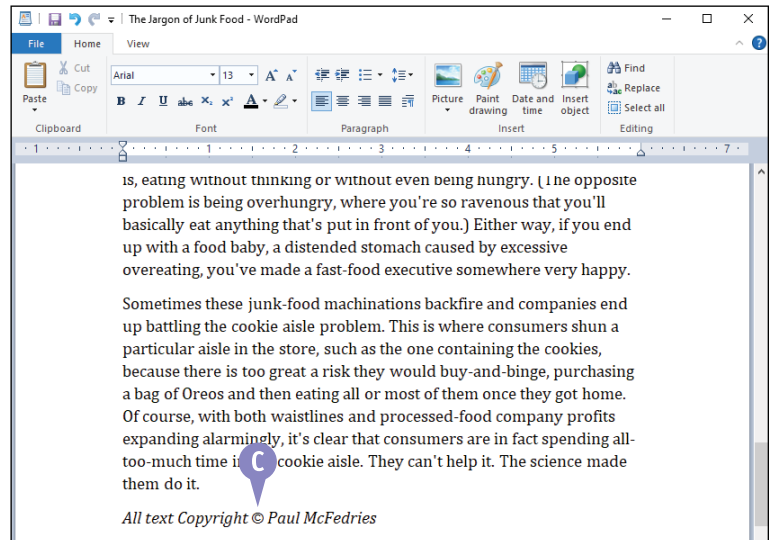 The Jargon of Junk Food - WordPad
File Home View
Cut
Copy
Paste
Clipboard
Arial 13 A A
B I U abc X₂ X² A
Font
Paragraph
Picture Paint drawing Date and time Insert object
Insert
Find
Replace
Select all
Editing
1 1 2 3 4 5 7
is, eating without thinking or without even being hungry. (The opposite
problem is being overhungry, where you're so ravenous that you'll
basically eat anything that's put in front of you.) Either way, if you end
up with a food baby, a distended stomach caused by excessive
overeating, you've made a fast-food executive somewhere very happy.
Sometimes these junk-food machinations backfire and companies end
up battling the cookie aisle problem. This is where consumers shun a
particular aisle in the store, such as the one containing the cookies,
because there is too great a risk they would buy-and-binge, purchasing
a bag of Oreos and then eating all or most of them once they got home.
Of course, with both waistlines and processed-food company profits
expanding alarmingly, it's clear that consumers are in fact spending all-
too-much time cookie aisle. They can't help it. The science made
them do it.
C
All text Copyright © Paul McFedries